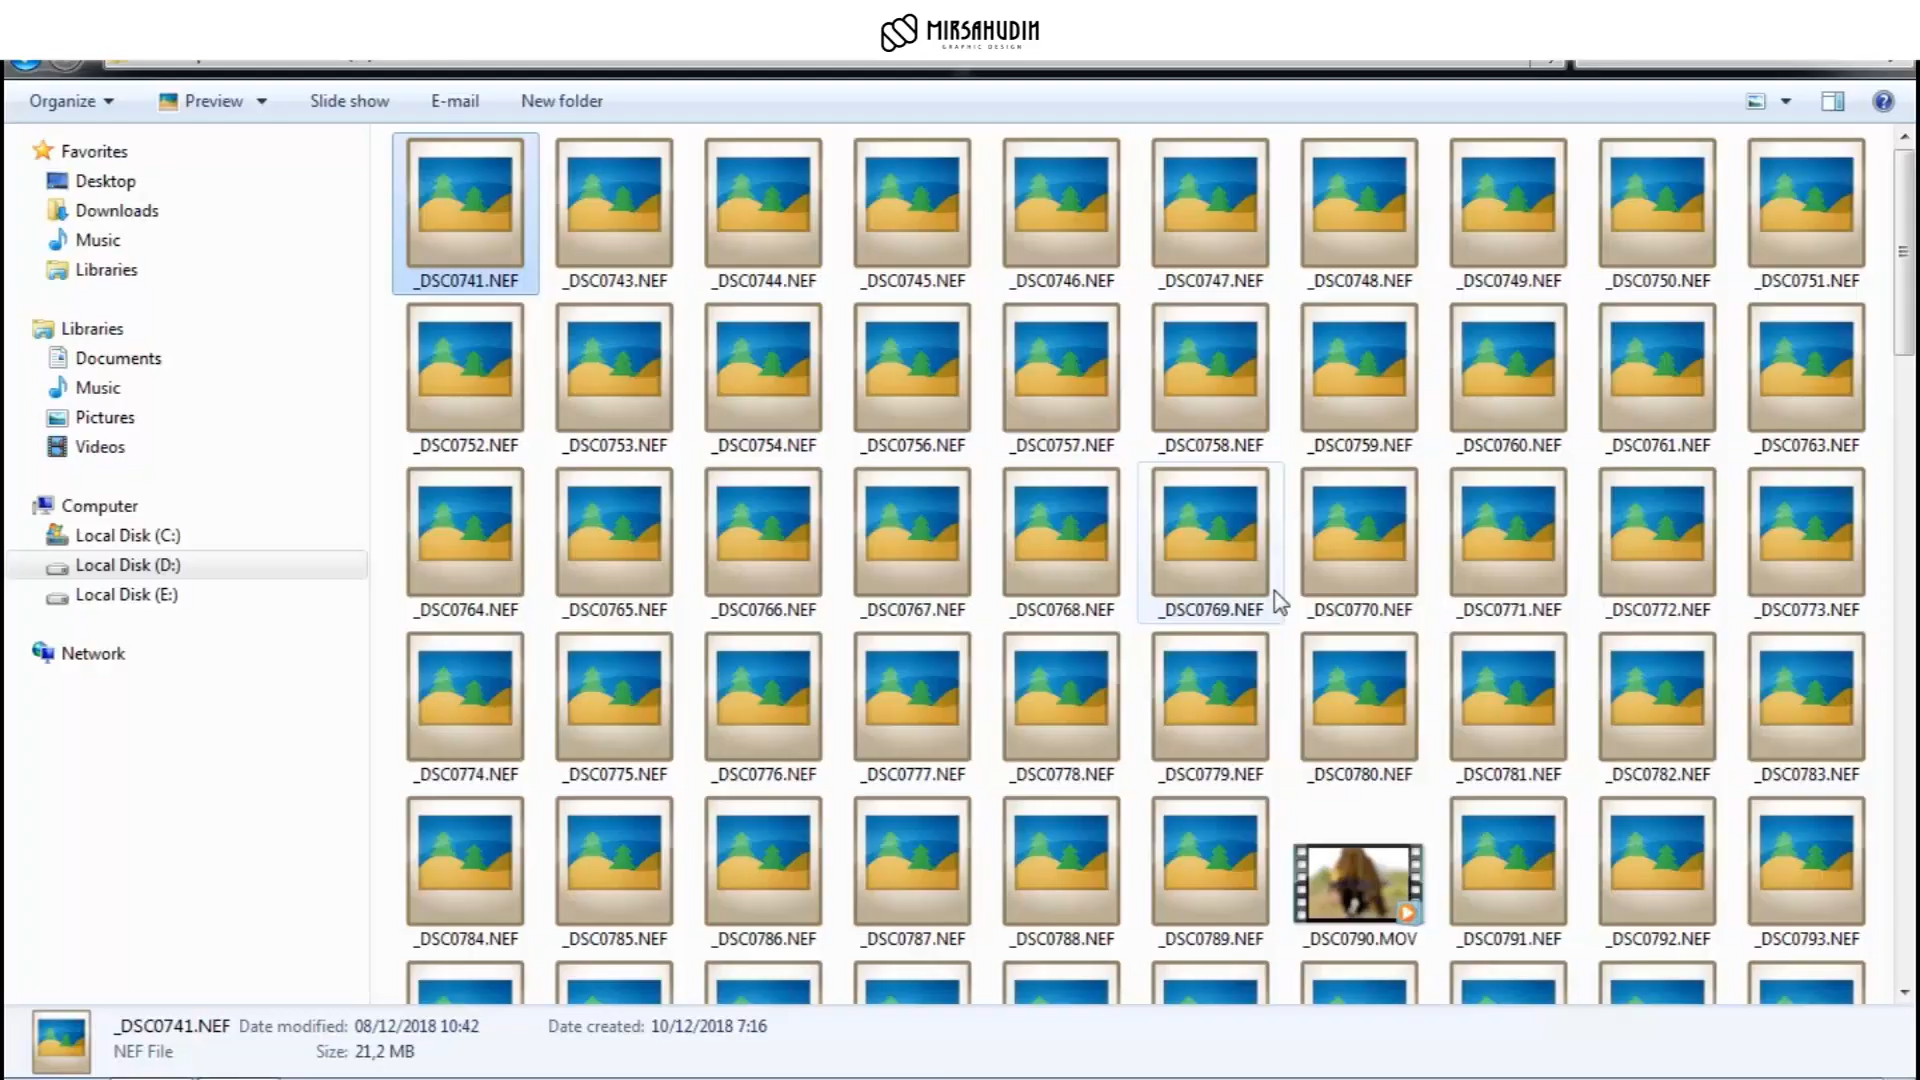 MIRSAHUDIN
GRAPHIC DESIGN
Organize
Preview
Slide show
E-mail
New folder
Favorites
Desktop
Downloads
Music
Libraries
Libraries
Documents
Music
Pictures
Videos
Computer
Local Disk (C:)
Local Disk (D:)
Local Disk (E:)
Network
_DSC0741.NEF _DSC0743.NEF _DSC0744.NEF _DSC0745.NEF _DSC0746.NEF _DSC0747.NEF _DSC0748.NEF _DSC0749.NEF _DSC0750.NEF _DSC0751.NEF
_DSC0752.NEF _DSC0753.NEF _DSC0754.NEF _DSC0756.NEF _DSC0757.NEF _DSC0758.NEF _DSC0759.NEF _DSC0760.NEF _DSC0761.NEF _DSC0763.NEF
_DSC0764.NEF _DSC0765.NEF _DSC0766.NEF _DSC0767.NEF _DSC0768.NEF _DSC0769.NEF _DSC0770.NEF _DSC0771.NEF _DSC0772.NEF _DSC0773.NEF
_DSC0774.NEF _DSC0775.NEF _DSC0776.NEF _DSC0777.NEF _DSC0778.NEF _DSC0779.NEF _DSC0780.NEF _DSC0781.NEF _DSC0782.NEF _DSC0783.NEF
_DSC0784.NEF _DSC0785.NEF _DSC0786.NEF _DSC0787.NEF _DSC0788.NEF _DSC0789.NEF _DSC0790.MOV _DSC0791.NEF _DSC0792.NEF _DSC0793.NEF
_DSC0741.NEF Date modified: 08/12/2018 10:42 Date created: 10/12/2018 7:16
NEF File Size: 21,2 MB